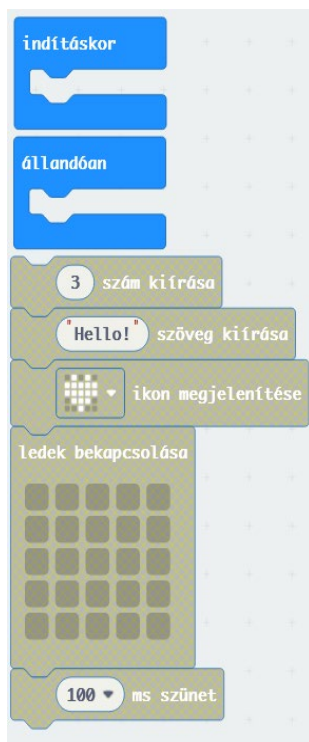 indításkor
állandóan
3 szám kiírása
"Hello!" szöveg kiírása
ikon megjelenítése
ledek bekapcsolása
100 ms szünet